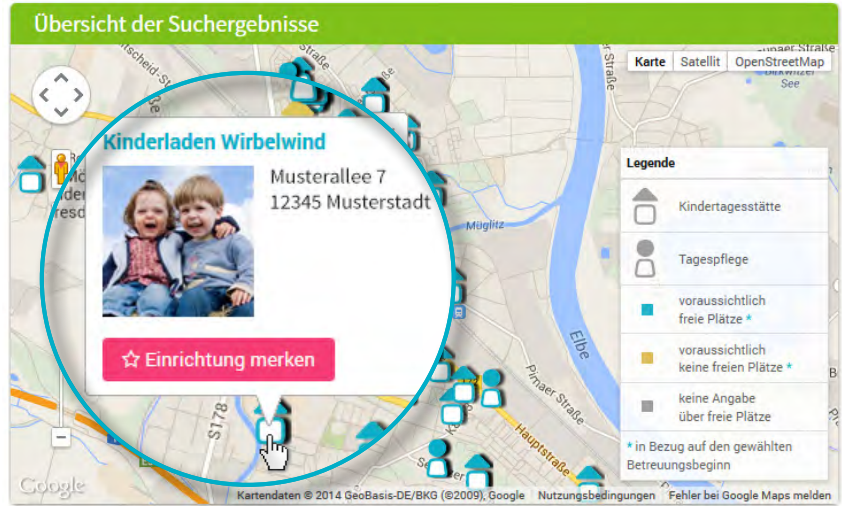 Übersicht der Suchergebnisse
Straße
Karte Satellit OpenStreetMap
See
Kinderladen Wirbelwind
Musterallee 7
12345 Musterstadt
Einrichtung merken
Müglitz
Elbe
Pirnaer Straße
Hauptstraße
S178
Legende
Kindertagesstätte
Tagespflege
voraussichtlich
freie Plätze *
voraussichtlich
keine freien Plätze *
keine Angabe
über freie Plätze
* in Bezug auf den gewählten
Betreuungsbeginn
Google
Kartendaten © 2014 GeoBasis-DE/BKG (©2009), Google Nutzungsbedingungen Fehler bei Google Maps melden